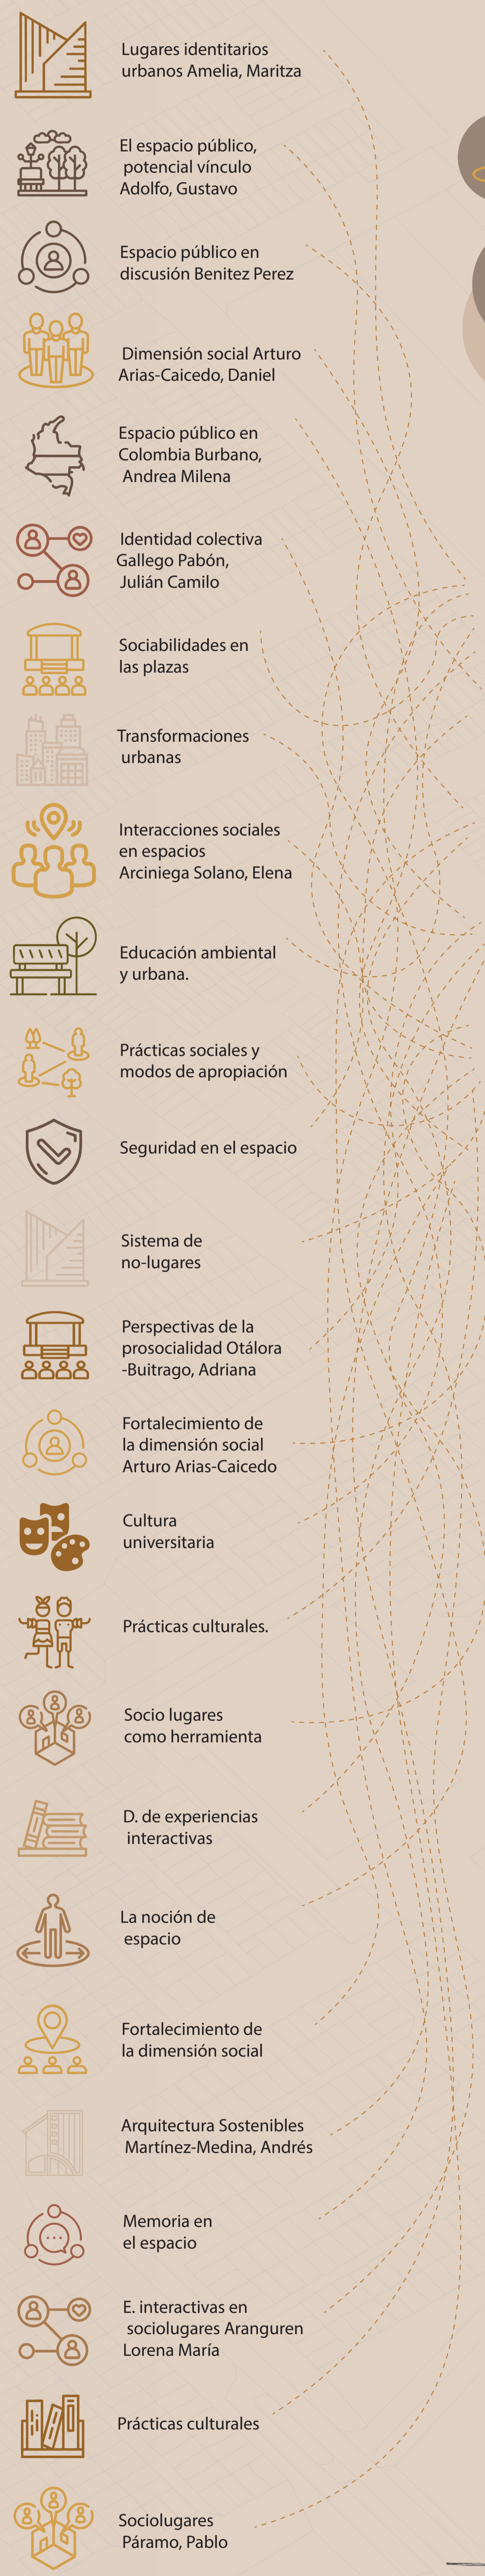 Lugares identitarios
urbanos Amelia, Maritza
El espacio público,
potencial vínculo
Adolfo, Gustavo
Espacio público en
discusión Benitez Perez
Dimensión social Arturo
Arias-Caicedo, Daniel
Espacio público en
Colombia Burbano,
Andrea Milena
Identidad colectiva
Gallego Pabón,
Julián Camilo
Sociabilidades en
las plazas
Transformaciones
urbanas
Interacciones sociales
en espacios
Arciniega Solano, Elena
Educación ambiental
y urbana.
Prácticas sociales y
modos de apropiación
Seguridad en el espacio
Sistema de
no-lugares
Perspectivas de la
prosocialidad Otálora
-Buitrago, Adriana
Fortalecimiento de
la dimensión social
Arturo Arias-Caicedo
Cultura
universitaria
Prácticas culturales.
Socio lugares
como herramienta
D. de experiencias
interactivas
La noción de
espacio
Fortalecimiento de
la dimensión social
Arquitectura Sostenibles
Martínez-Medina, Andrés
Memoria en
el espacio
E. interactivas en
sociolugares Aranguren
Lorena María
Prácticas culturales
Sociolugares
Páramo, Pablo